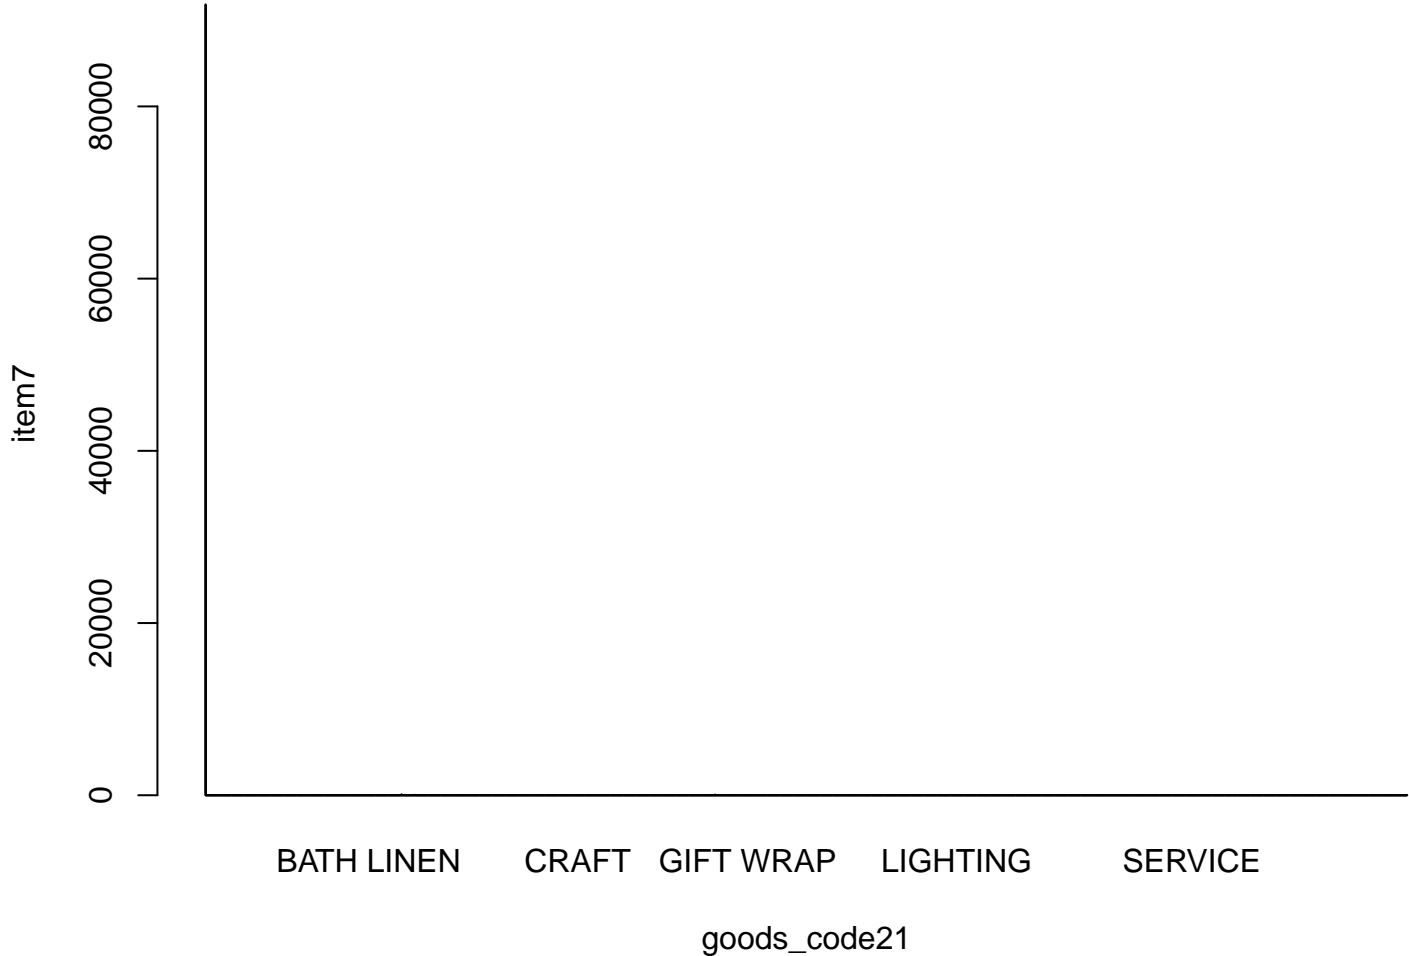 80000
60000
40000
20000
0
item7
BATH LINEN CRAFT GIFT WRAP LIGHTING SERVICE
goods_code21